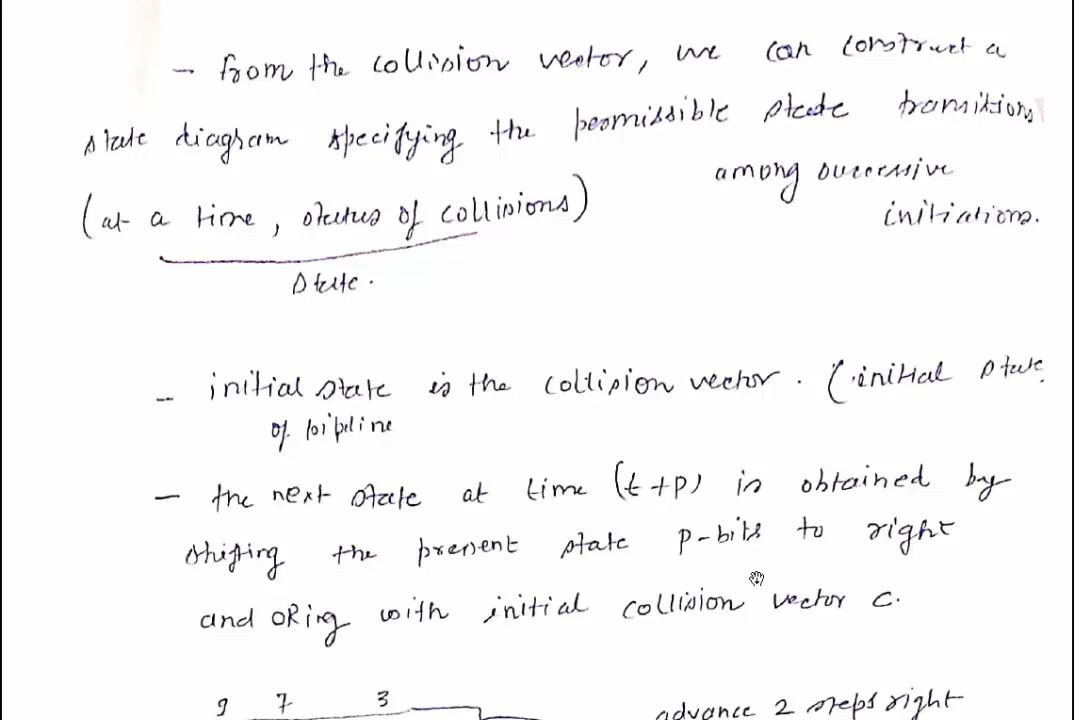 - from the collision vector, we can construct a
state diagram specifying the permissible state transitions
among successive
initiations.
(at a time, status of collisions)
state.
- initial state is the collision vector. (initial state
of pipeline
- the next state at time (t+p) is obtained by
shifting the present state p-bits to right
and ORing with initial collision vector C.
9 7 3
advance 2 steps right